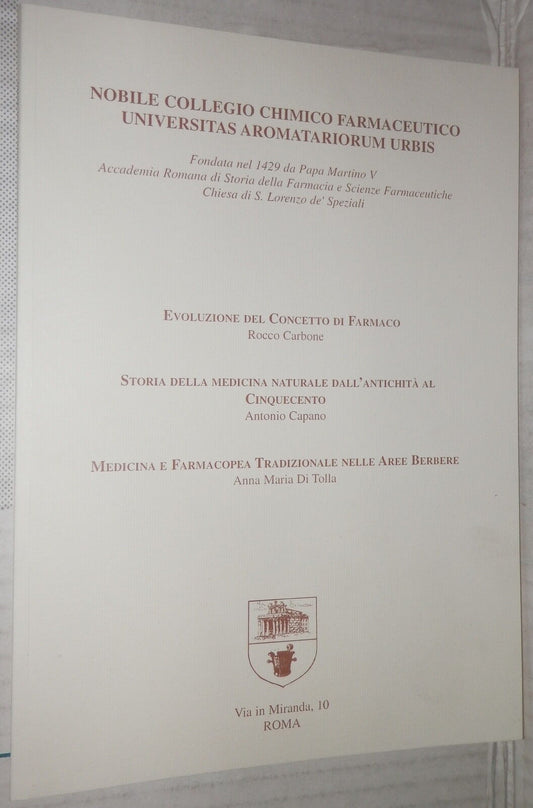 NOBILE COLLEGIO CHIMICO FARMACEUTICO
UNIVERSITAS AROMATARIORUM URBIS
Fondata nel 1429 da Papa Martino V
Accademia Romana di Storia della Farmacia e Scienze Farmaceutiche
Chiesa di S. Lorenzo de' Speziali
EVOLUZIONE DEL CONCETTO DI FARMACO
Rocco Carbone
STORIA DELLA MEDICINA NATURALE DALL'ANTICHITÀ AL
CINQUECENTO
Antonio Capano
MEDICINA E FARMACOPEA TRADIZIONALE NELLE AREE BERBERE
Anna Maria Di Tolla
Via in Miranda, 10
ROMA